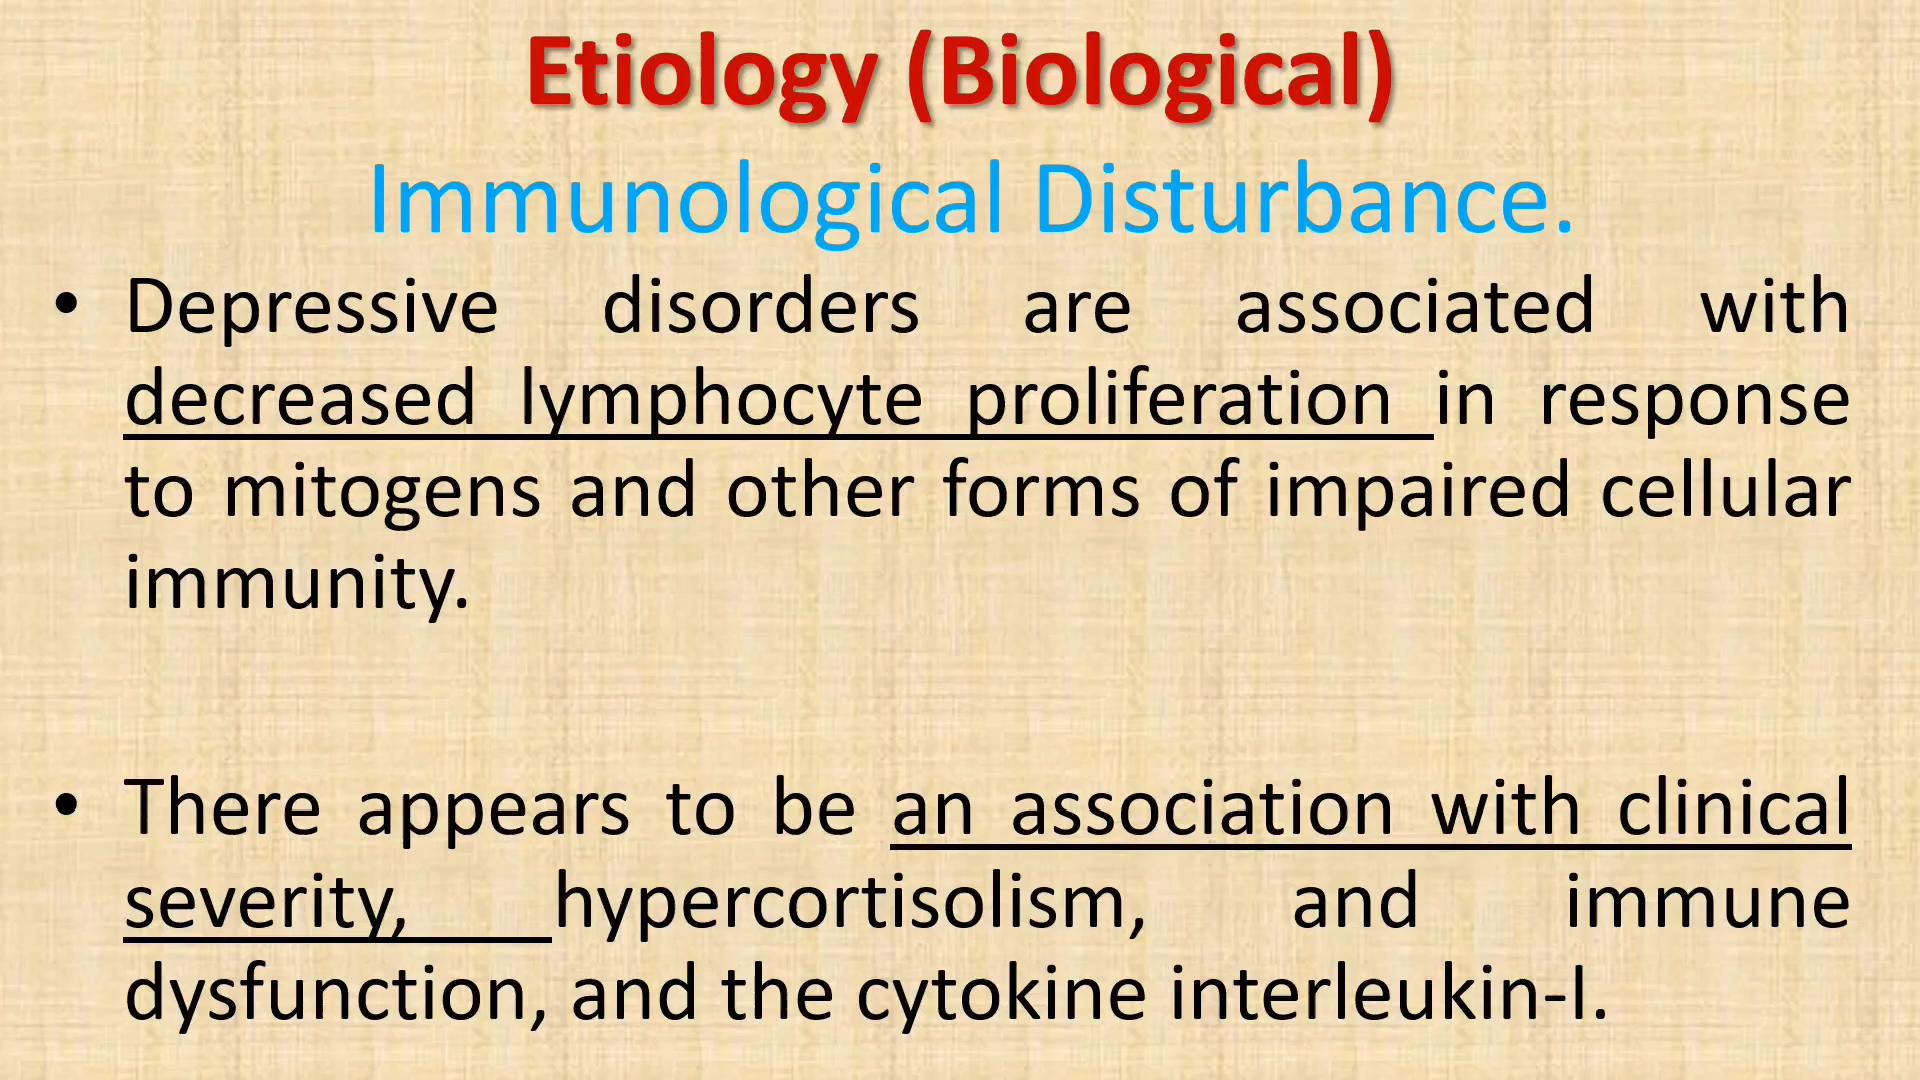 Etiology (Biological)
Immunological Disturbance.
• Depressive disorders are associated with
decreased lymphocyte proliferation in response
to mitogens and other forms of impaired cellular
immunity.
• There appears to be an association with clinical
severity, hypercortisolism, and immune
dysfunction, and the cytokine interleukin-I.